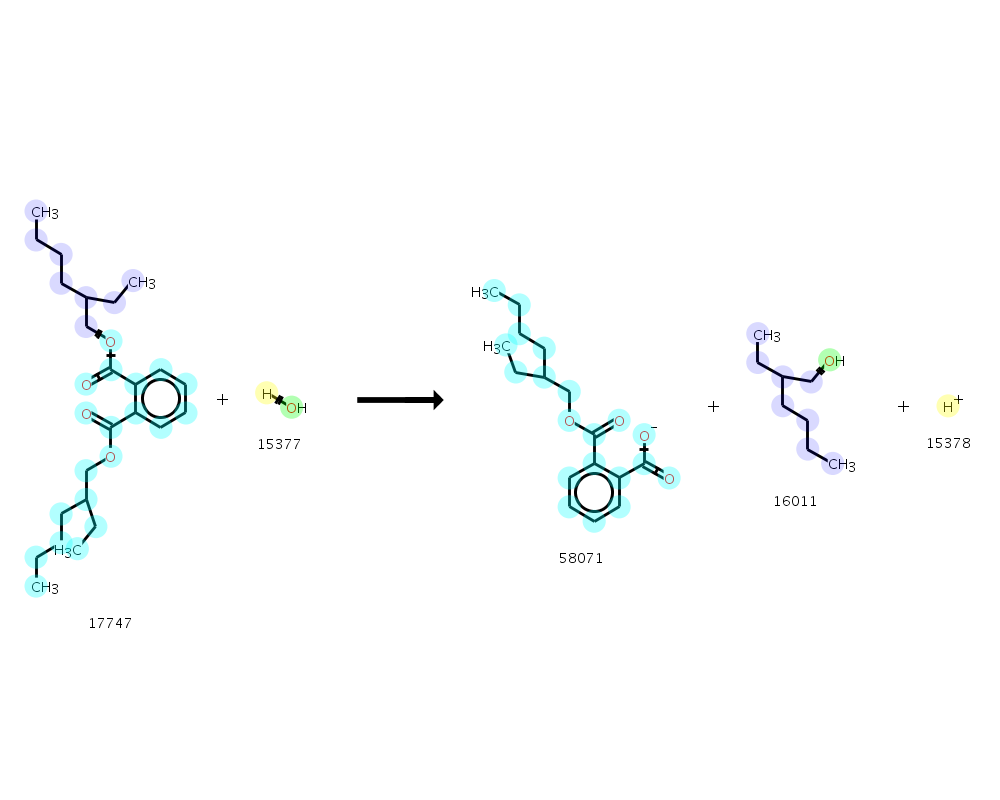 CH3
CH3
O
O
O
O
H3C
CH3
17747
+
H
OH
15377
H3C
H3C
O
O
O−
O
58071
+
CH3
OH
CH3
16011
+
H+
15378